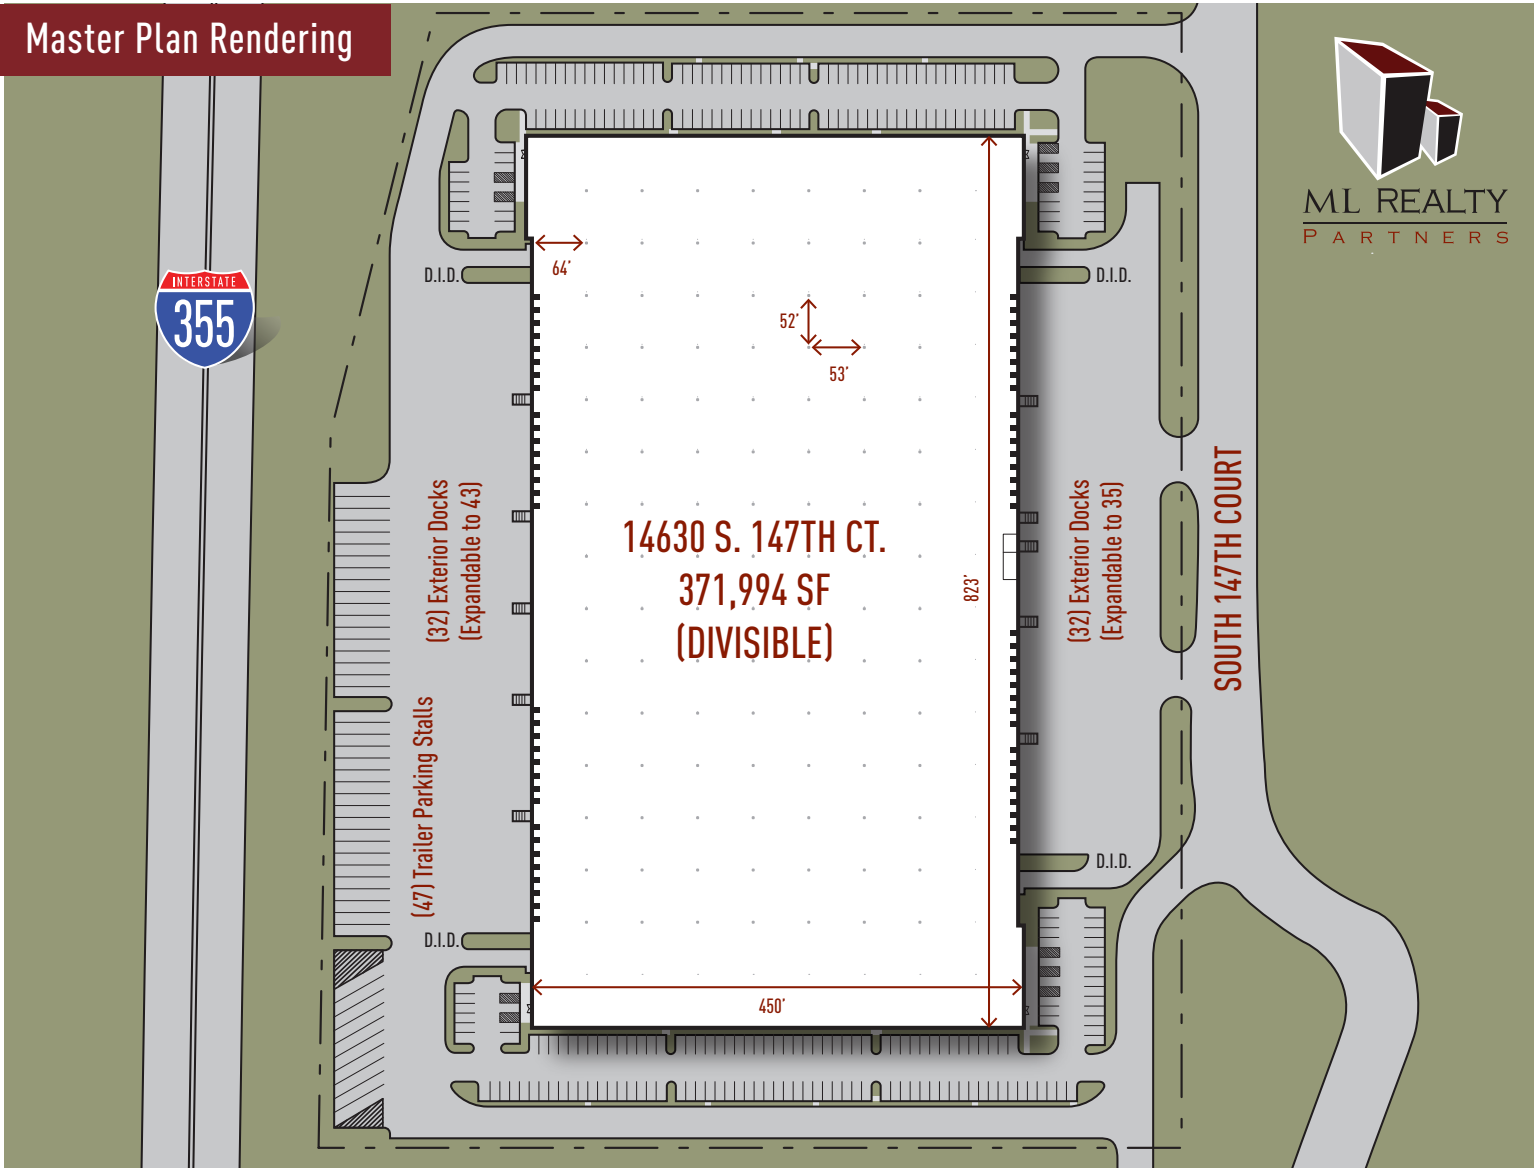 Master Plan Rendering
ML REALTY
PARTNERS
INTERSTATE
355
D.I.D.
64'
D.I.D.
52'
53'
(32) Exterior Docks
(Expandable to 43)
14630 S. 147TH CT.
371,994 SF
(DIVISIBLE)
823'
(32) Exterior Docks
(Expandable to 35)
SOUTH 147TH COURT
(47) Trailer Parking Stalls
D.I.D.
D.I.D.
450'